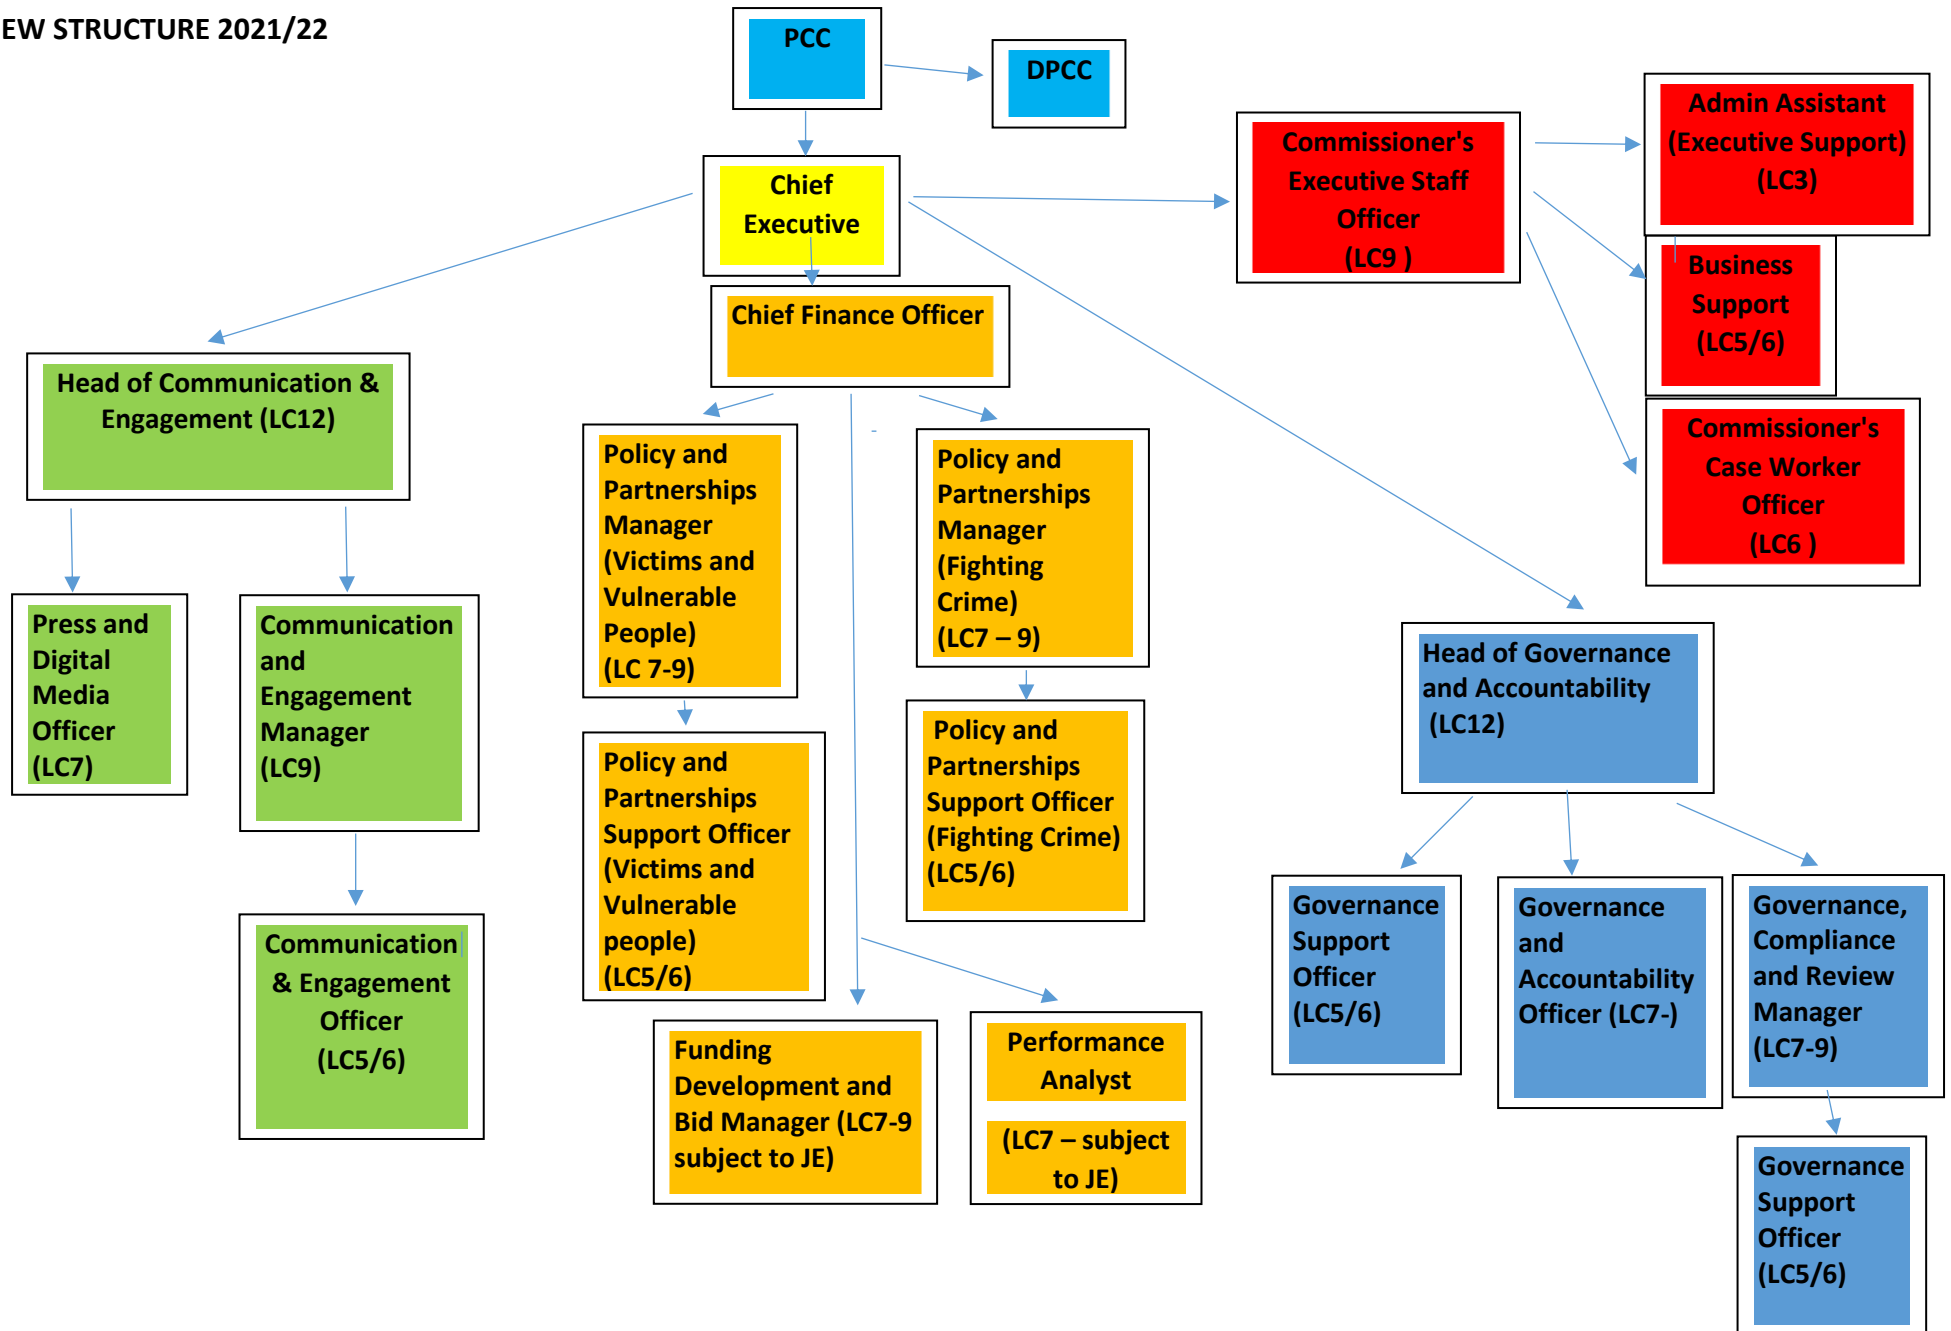 EW STRUCTURE 2021/22
PCC
DPCC
Chief
Executive
Commissioner's
Executive Staff
Officer
(LC9 )
Admin Assistant
(Executive Support)
(LC3)
Business
Support
(LC5/6)
Commissioner's
Case Worker
Officer
(LC6 )
Chief Finance Officer
Head of Communication &
Engagement (LC12)
Press and
Digital
Media
Officer
(LC7)
Communication
and
Engagement
Manager
(LC9)
Communication
& Engagement
Officer
(LC5/6)
Policy and
Partnerships
Manager
(Victims and
Vulnerable
People)
(LC 7-9)
Policy and
Partnerships
Support Officer
(Victims and
Vulnerable
people)
(LC5/6)
Policy and
Partnerships
Manager
(Fighting
Crime)
(LC7 – 9)
Policy and
Partnerships
Support Officer
(Fighting Crime)
(LC5/6)
Funding
Development and
Bid Manager (LC7-9
subject to JE)
Performance
Analyst
(LC7 – subject
to JE)
Head of Governance
and Accountability
(LC12)
Governance
Support
Officer
(LC5/6)
Governance
and
Accountability
Officer (LC7-)
Governance,
Compliance
and Review
Manager
(LC7-9)
Governance
Support
Officer
(LC5/6)